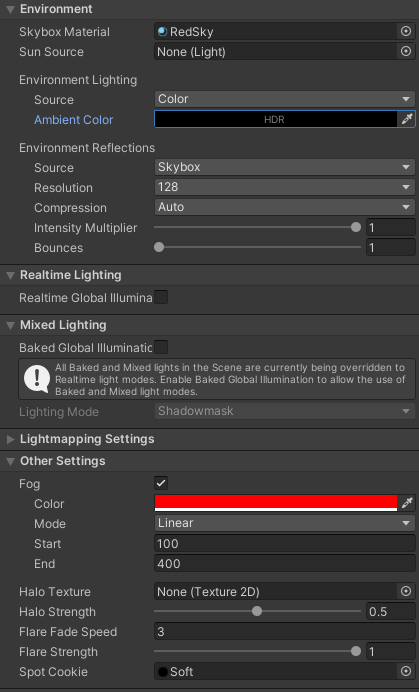 Environment
Skybox Material RedSky
Sun Source None (Light)
Environment Lighting
Source Color
Ambient Color HDR
Environment Reflections
Source Skybox
Resolution 128
Compression Auto
Intensity Multiplier 1
Bounces 1
Realtime Lighting
Realtime Global Illumina
Mixed Lighting
Baked Global Illuminatic
All Baked and Mixed lights in the Scene are currently being overridden to
Realtime light modes. Enable Baked Global Illumination to allow the use of
Baked and Mixed light modes.
Lighting Mode Shadowmask
Lightmapping Settings
Other Settings
Fog
Color
Mode Linear
Start 100
End 400
Halo Texture None (Texture 2D)
Halo Strength 0.5
Flare Fade Speed 3
Flare Strength 1
Spot Cookie Soft